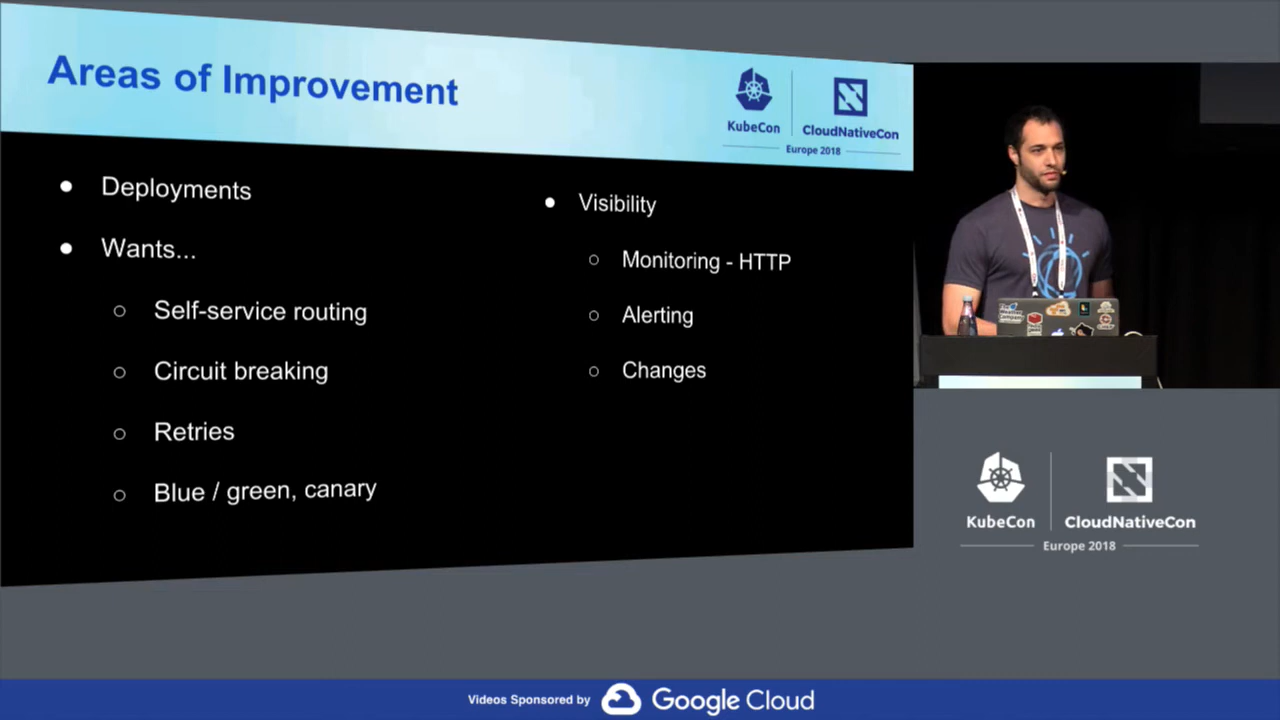 Areas of Improvement
KubeCon
CloudNativeCon
Europe 2018
Deployments
Wants...
Self-service routing
Circuit breaking
Retries
Blue / green, canary
Visibility
Monitoring - HTTP
Alerting
Changes
KubeCon
CloudNativeCon
Europe 2018
Videos Sponsored by Google Cloud